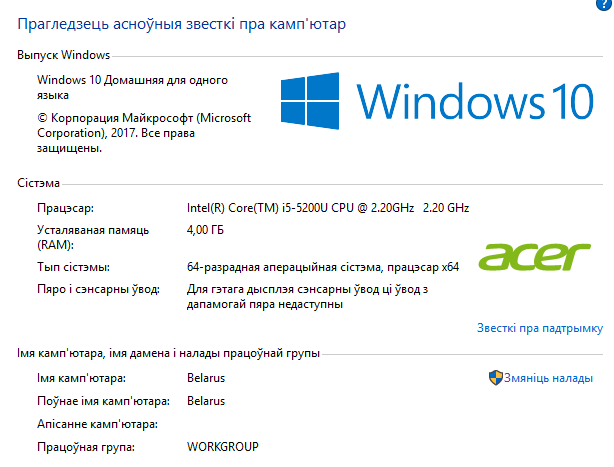 ?
Прагледзець асноўныя звесткі пра камп'ютар
Выпуск Windows
Windows 10 Домашняя для одного
языка
© Корпорация Майкрософт (Microsoft
Corporation), 2017. Все права
защищены.
Windows 10
Сістэма
Працэсар: Intel(R) Core(TM) i5-5200U CPU @ 2.20GHz 2.20 GHz
Усталяваная памяць
(RAM): 4,00 ГБ
Тып сістэмы: 64-разрадная аперацыйная сістэма, працэсар x64
Пяро і сэнсарны ўвод: Для гэтага дысплэя сэнсарны ўвод ці ўвод з
дапамогай пяра недаступны
acer
Звесткі пра падтрымку
Імя камп'ютара, імя дамена і налады працоўнай групы
Імя камп'ютара: Belarus
Змяніць налады
Поўнае імя камп'ютара: Belarus
Апісанне камп'ютара:
Працоўная група: WORKGROUP